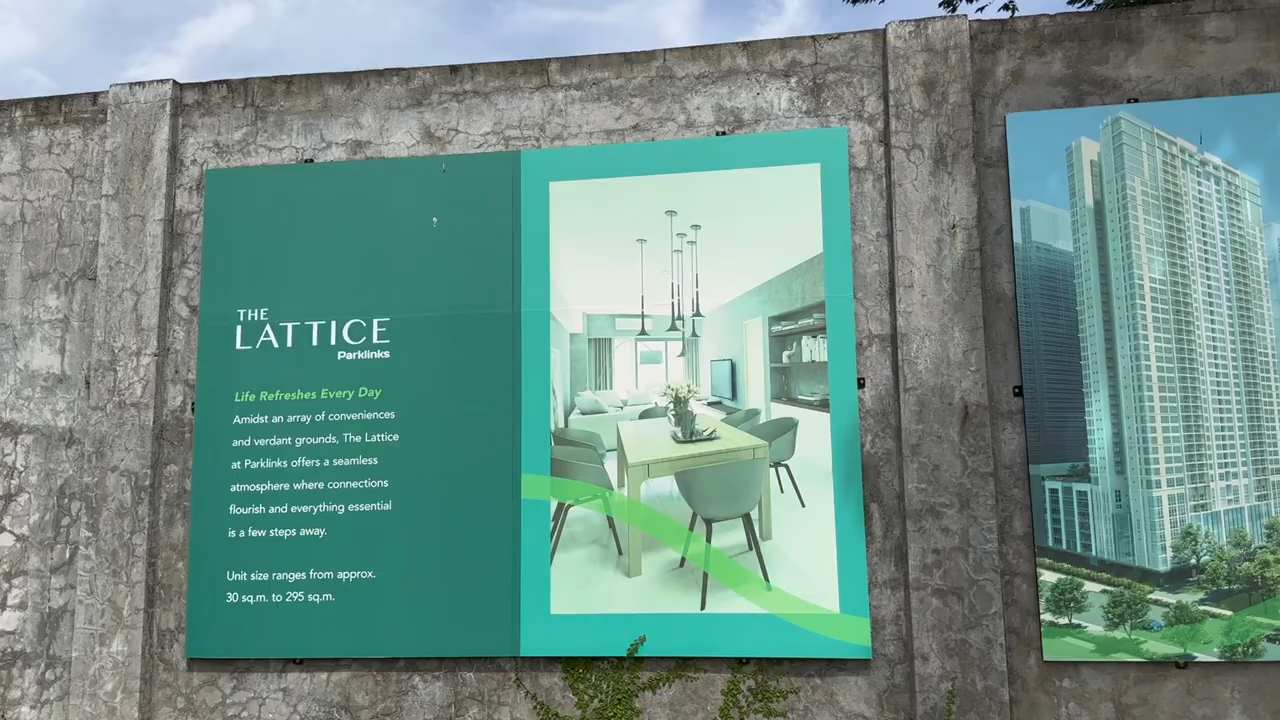 THE
LATTICE
Parklinks
Life Refreshes Every Day
Amidst an array of conveniences
and verdant grounds, The Lattice
at Parklinks offers a seamless
atmosphere where connections
flourish and everything essential
is a few steps away.
Unit size ranges from approx.
30 sq.m. to 295 sq.m.